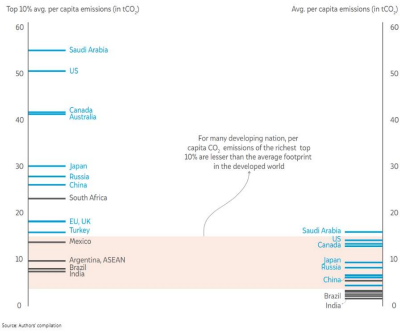 Top 10% avg. per capita emissions (in tCO₂)
Avg. per capita emissions (in tCO₂)
60
50
40
30
20
10
0
Saudi Arabia
US
Canada
Australia
Japan
Russia
China
South Africa
EU, UK
Turkey
Mexico
Argentina, ASEAN
Brazil
India
For many developing nation, per
capita CO₂ emissions of the richest top
10% are lesser than the average footprint
in the developed world
60
50
40
30
20
10
0
Saudi Arabia
US
Canada
Japan
Russia
China
Brazil
India
Source: Authors' compilation